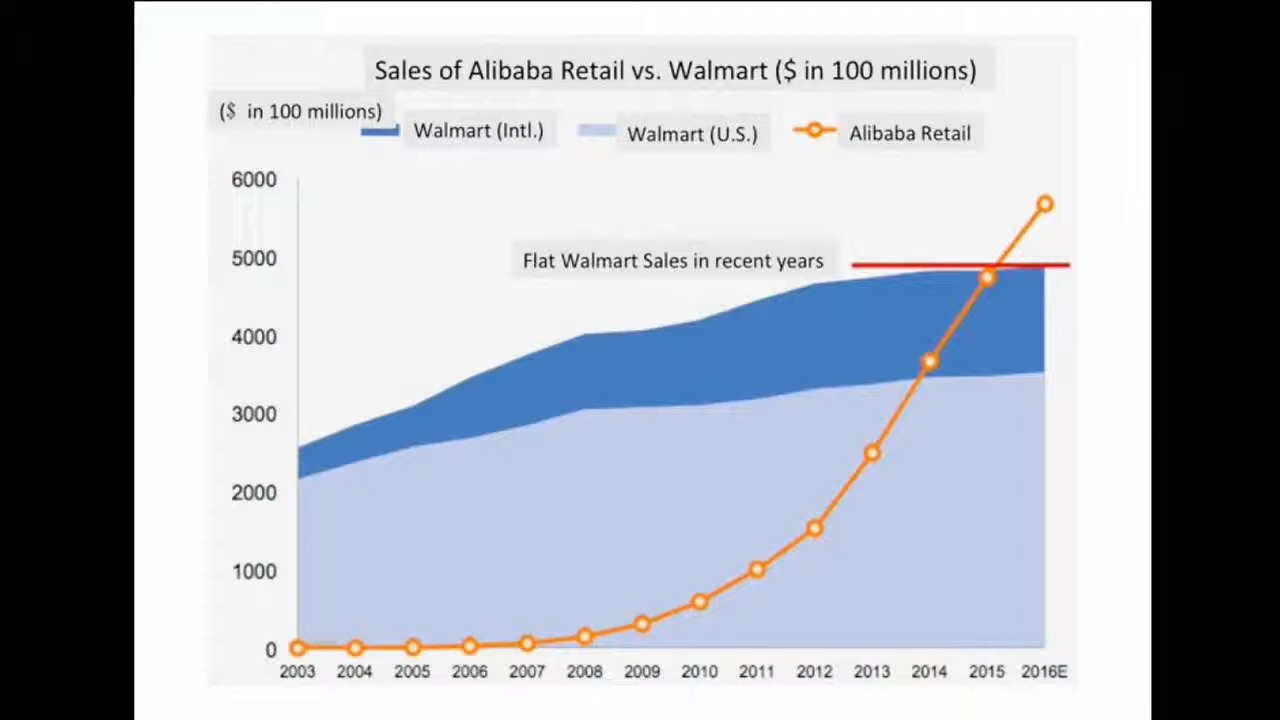 Sales of Alibaba Retail vs. Walmart ($ in 100 millions)
($ in 100 millions)
Walmart (Intl.) Walmart (U.S.) Alibaba Retail
6000
5000
Flat Walmart Sales in recent years
4000
3000
2000
1000
0
2003 2004 2005 2006 2007 2008 2009 2010 2011 2012 2013 2014 2015 2016E